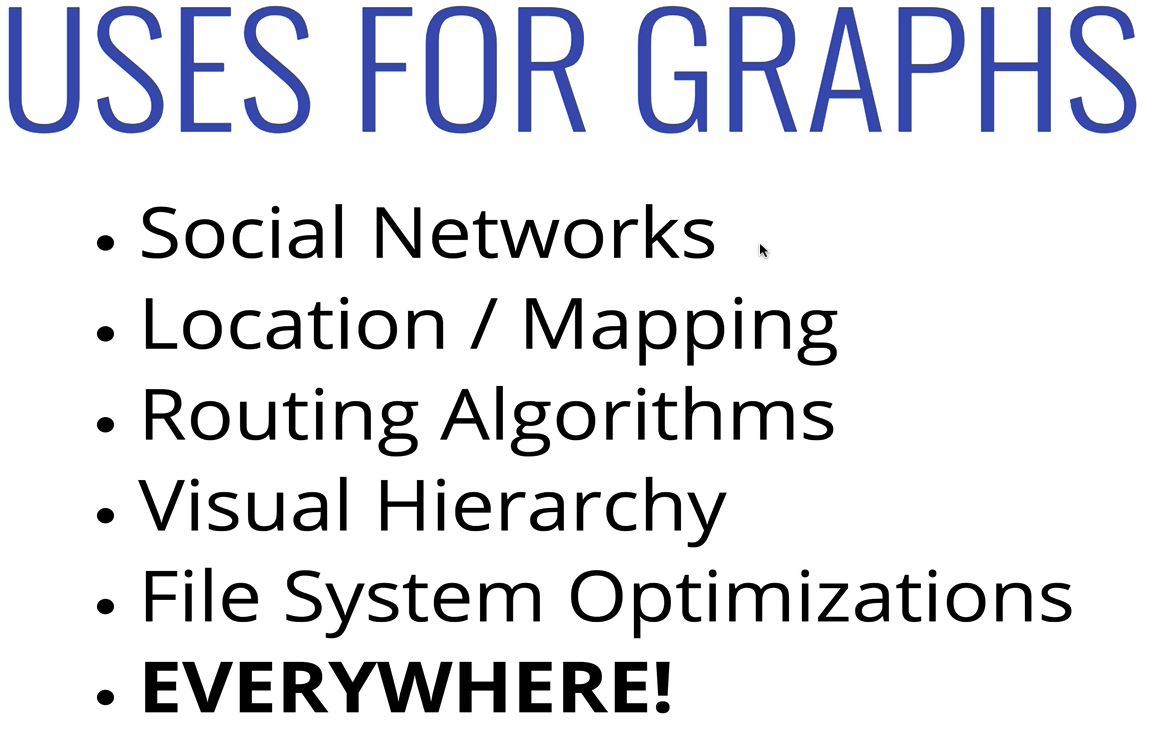 USES FOR GRAPHS
• Social Networks
• Location / Mapping
• Routing Algorithms
• Visual Hierarchy
• File System Optimizations
• EVERYWHERE!